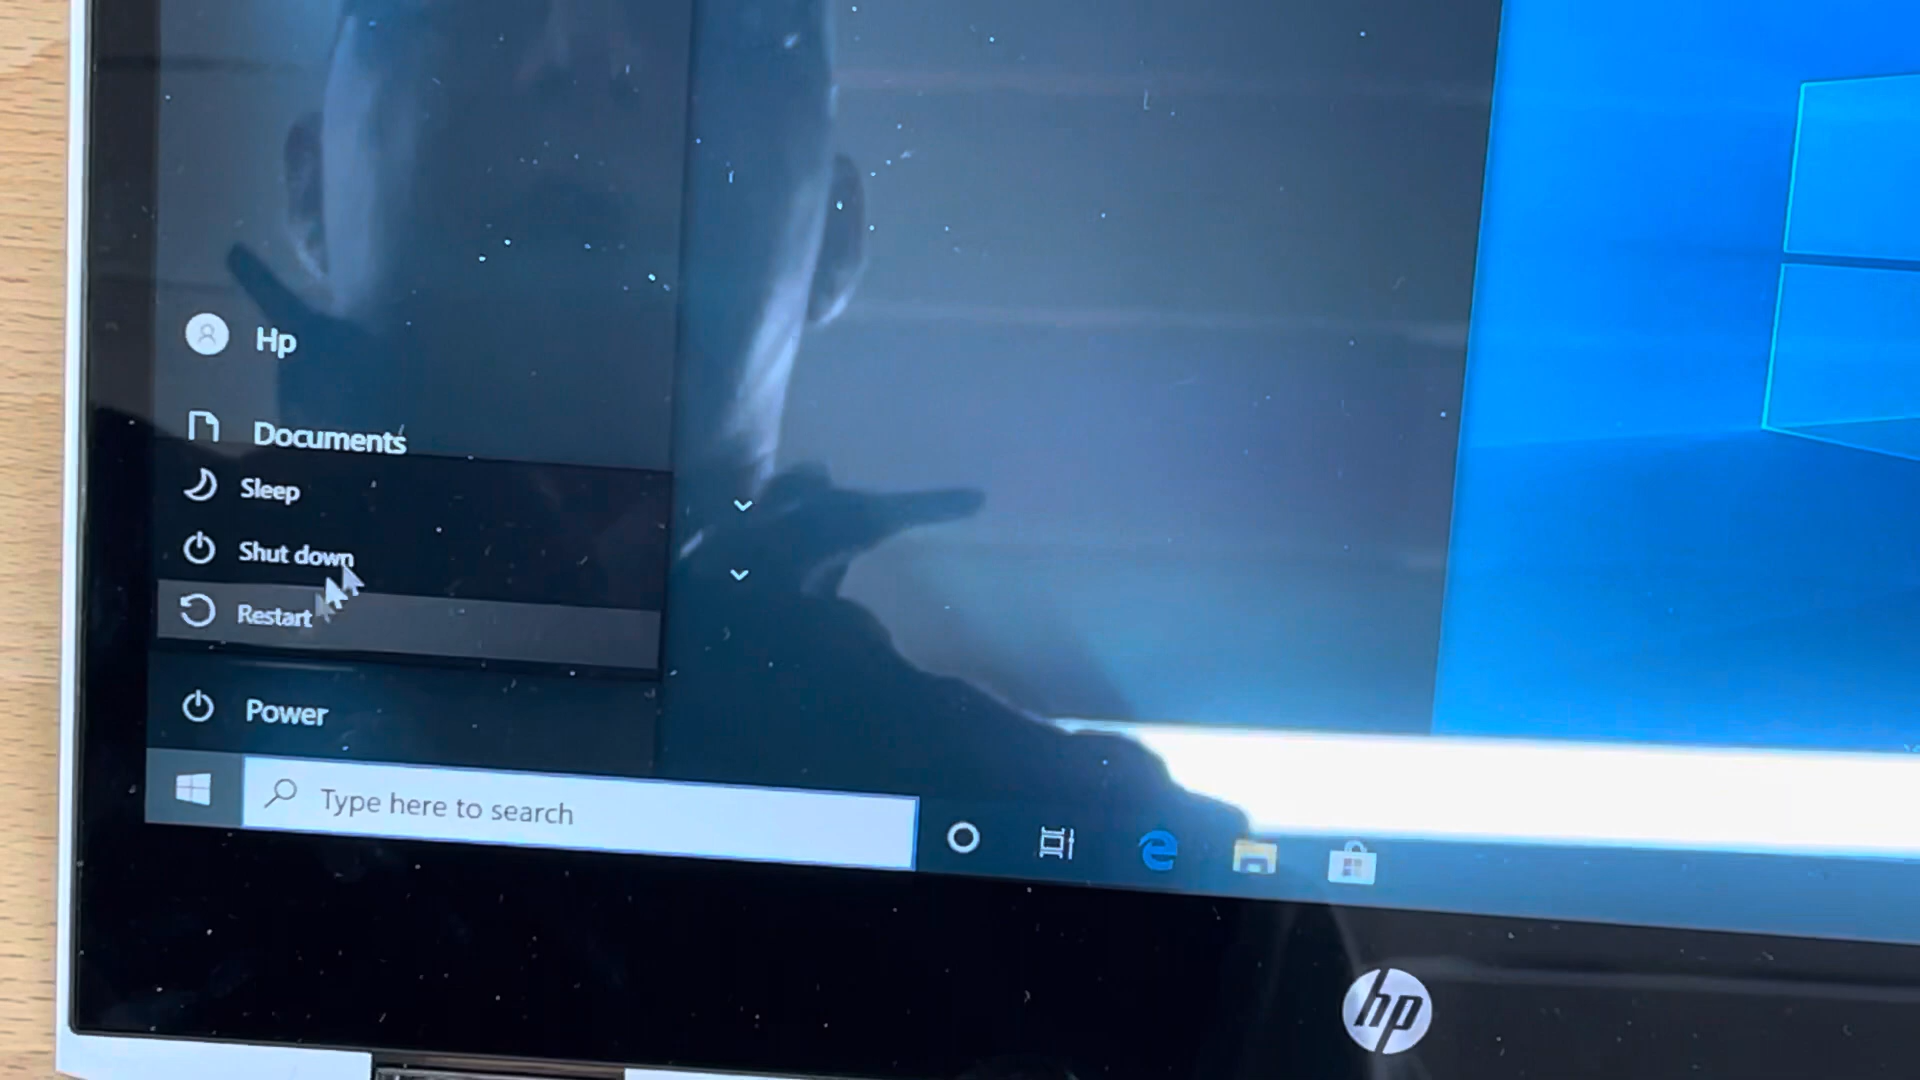 Hp
Documents
Sleep
Shut down
Restart
Power
Type here to search
hp